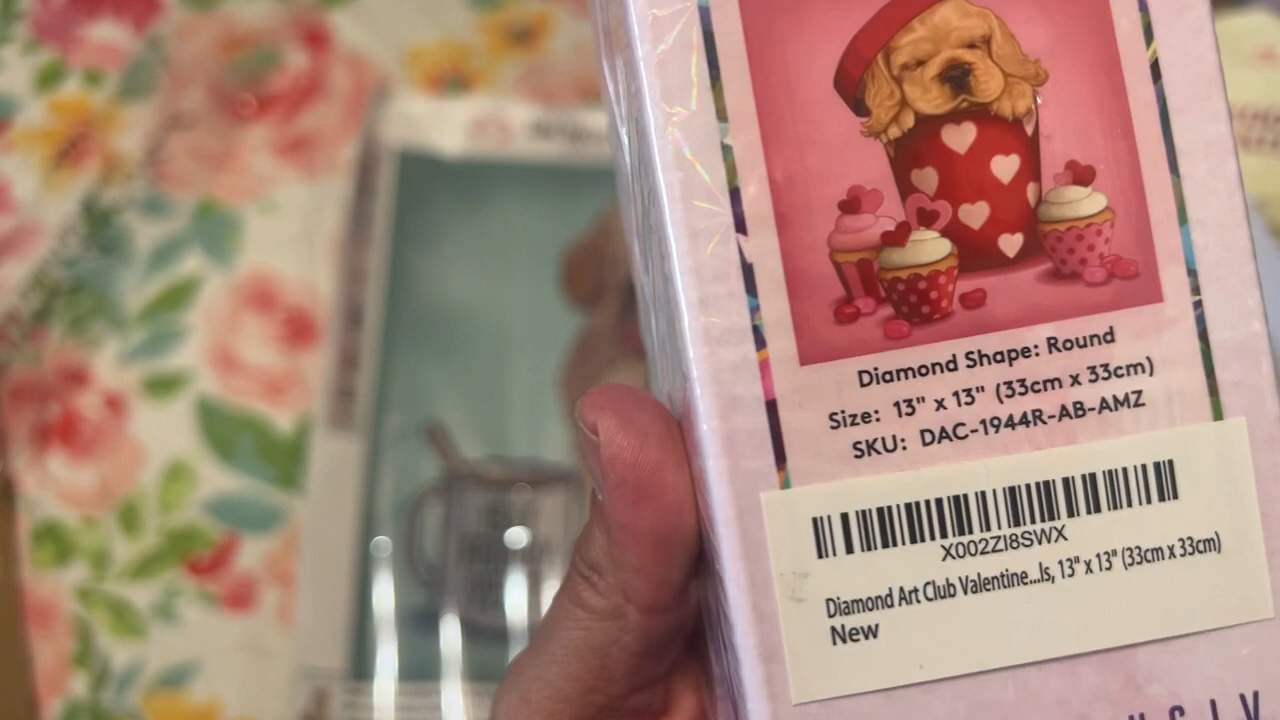 Diamond Shape: Round
Size: 13" x 13" (33cm x 33cm)
SKU: DAC-1944R-AB-AMZ
X002ZI8SWX
Diamond Art Club Valentine...ls, 13" x 13" (33cm x 33cm)
New